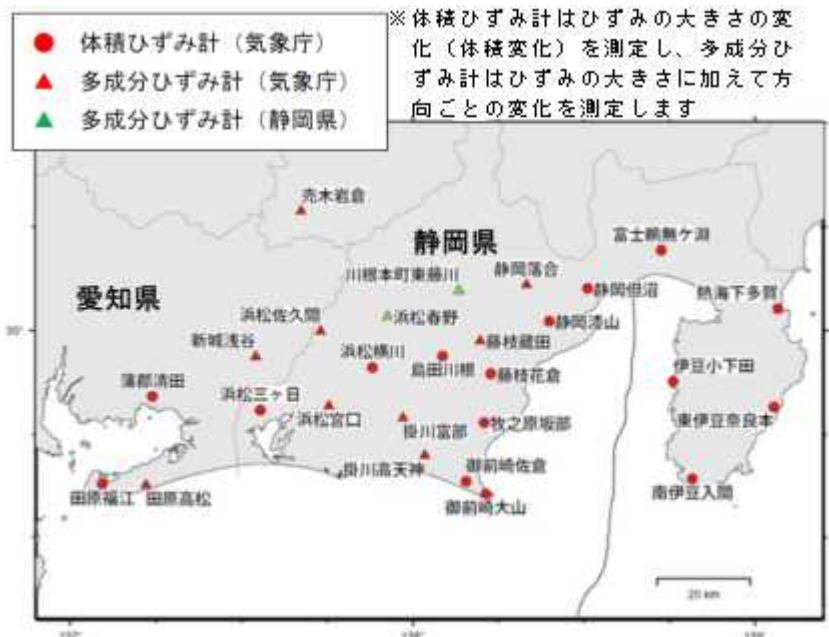 体積ひずみ計（気象庁）
多成分ひずみ計（気象庁）
多成分ひずみ計（静岡県）
※体積ひずみ計はひずみの大きさの変
化（体積変化）を測定し、多成分ひ
ずみ計はひずみの大きさに加えて方
向ごとの変化を測定します
売木岩倉
静岡県
富士鵜無ケ淵
川根本町東藤川
静岡落合
愛知県
静岡但沼
熱海下多賀
浜松佐久間
浜松春野
静岡漆山
新城浅谷
藤枝蔵田
浜松横川
島田川根
藤枝花倉
伊豆小下田
蒲郡清田
浜松三ヶ日
浜松宮口
掛川富部
牧之原坂部
東伊豆奈良本
掛川高天神
御前崎佐倉
田原福江
田原高松
御前崎大山
南伊豆入間
20 km